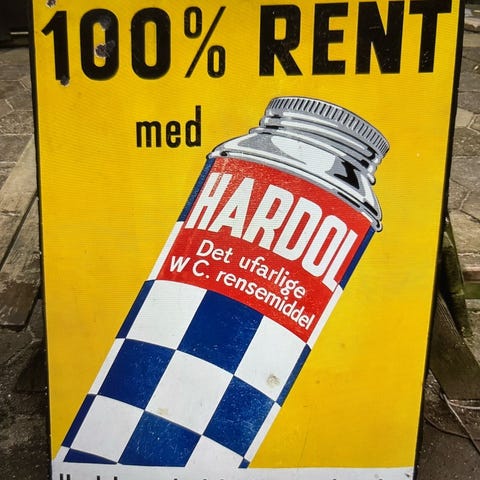 100% RENT
med
HARDOL
Det ufarlige
W C. rensemiddel